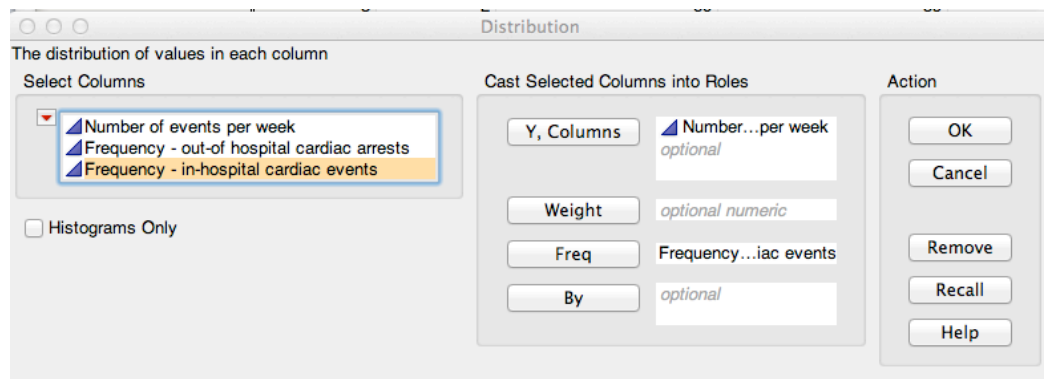 Distribution
The distribution of values in each column
Select Columns
Number of events per week
Frequency - out-of hospital cardiac arrests
Frequency - in-hospital cardiac events
Histograms Only
Cast Selected Columns into Roles
Y, Columns
Number...per week
optional
Weight
optional numeric
Freq
Frequency...iac events
By
optional
Action
OK
Cancel
Remove
Recall
Help